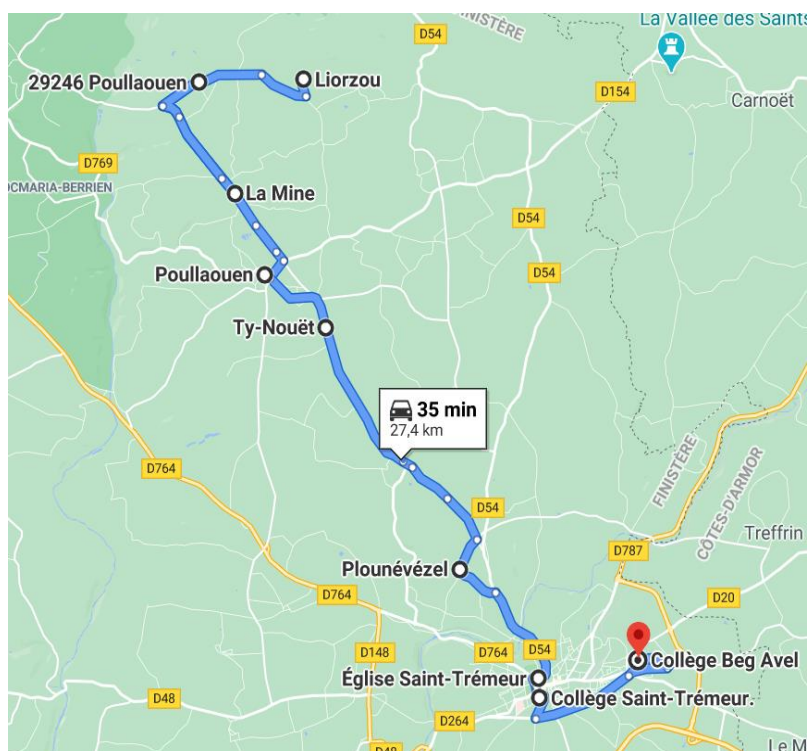 La Vallée des Saints
FINISTÈRE
D54
29246 Poullaouen
Liorzou
D154
Carnoët
D769
OCMARIA-BERRIEN
La Mine
D54
D54
Poullaouen
Ty-Nouët
35 min
27,4 km
D764
FINISTÈRE
CÔTES-D'ARMOR
D54
Treffrin
D787
Plounévézel
D764
D20
D148
D764
D54
Collège Beg Avel
Église Saint-Trémeur
D48
Collège Saint-Trémeur.
D264
D48
Le M